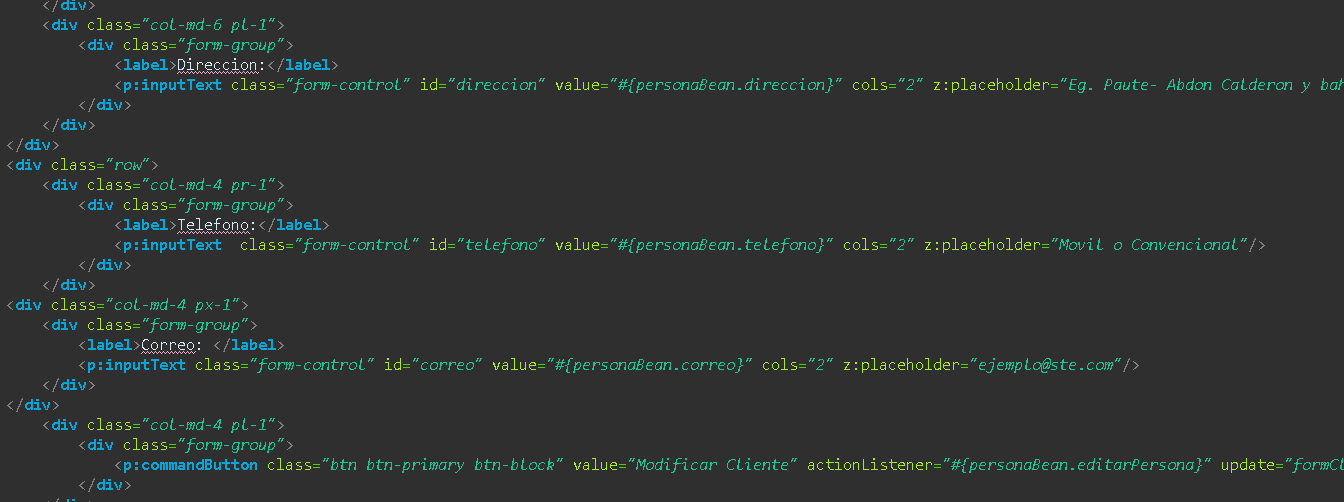 </div>
<div class="col-md-6 pl-1">
<div class="form-group">
<label>Direccion:</label>
<p:inputText class="form-control" id="direccion" value="#{personaBean.direccion}" cols="2" z:placeholder="Eg. Paute- Abdon Calderon y bah
</div>
</div>
</div>
<div class="row">
<div class="col-md-4 pr-1">
<div class="form-group">
<label>Telefono:</label>
<p:inputText  class="form-control" id="telefono" value="#{personaBean.telefono}" cols="2" z:placeholder="Movil o Convencional"/>
</div>
</div>
<div class="col-md-4 px-1">
<div class="form-group">
<label>Correo: </label>
<p:inputText class="form-control" id="correo" value="#{personaBean.correo}" cols="2" z:placeholder="ejemplo@ste.com"/>
</div>
</div>
<div class="col-md-4 pl-1">
<div class="form-group">
<p:commandButton class="btn btn-primary btn-block" value="Modificar Cliente" actionListener="#{personaBean.editarPersona}" update="formCl
</div>
</div>